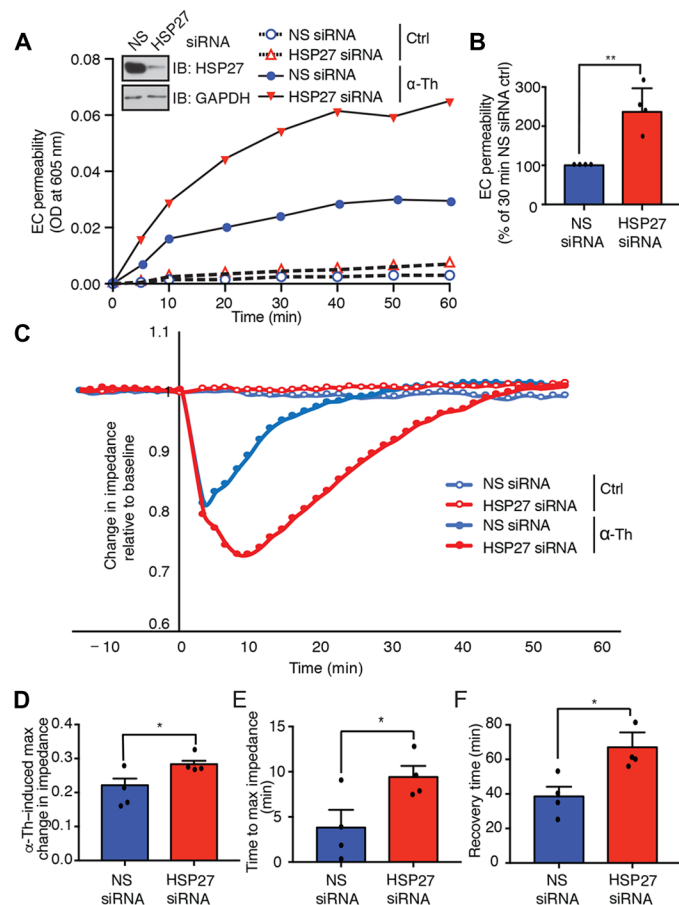 A
NS HSP27 siRNA
IB: HSP27
IB: GAPDH
NS siRNA
HSP27 siRNA
Ctrl
NS siRNA
HSP27 siRNA
α-Th
EC permeability
(OD at 605 nm)
0.08
0.06
0.04
0.02
0.00
0 10 20 30 40 50 60
Time (min)
B
**
EC permeability
(% of 30 min NS siRNA ctrl)
300
250
200
100
0
NS
siRNA
HSP27
siRNA
C
Change in impedance
relative to baseline
1.1
1
0.9
0.8
0.7
0.6
NS siRNA
HSP27 siRNA
Ctrl
NS siRNA
HSP27 siRNA
α-Th
−10 0 10 20 30 40 50 60
Time (min)
D
*
α-Th–induced max
change in impedance
0.4
0.3
0.2
0.1
0.0
NS
siRNA
HSP27
siRNA
E
*
Time to max impedance
(min)
15
10
5
0
NS
siRNA
HSP27
siRNA
F
*
Recovery time (min)
80
60
40
20
0
NS
siRNA
HSP27
siRNA